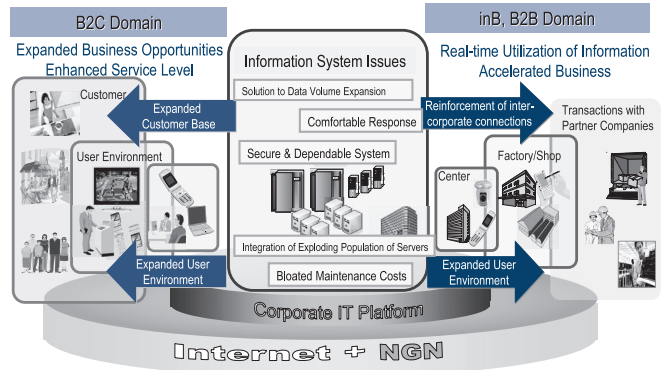 B2C Domain
Expanded Business Opportunities
Enhanced Service Level
Customer
Expanded
Customer Base
User Environment
Expanded User
Environment
Information System Issues
Solution to Data Volume Expansion
Comfortable Response
Secure & Dependable System
Integration of Exploding Population of Servers
Bloated Maintenance Costs
inB, B2B Domain
Real-time Utilization of Information
Accelerated Business
Reinforcement of inter-
corporate connections
Transactions with
Partner Companies
Factory/Shop
Center
Expanded User
Environment
Corporate IT Platform
Internet + NGN